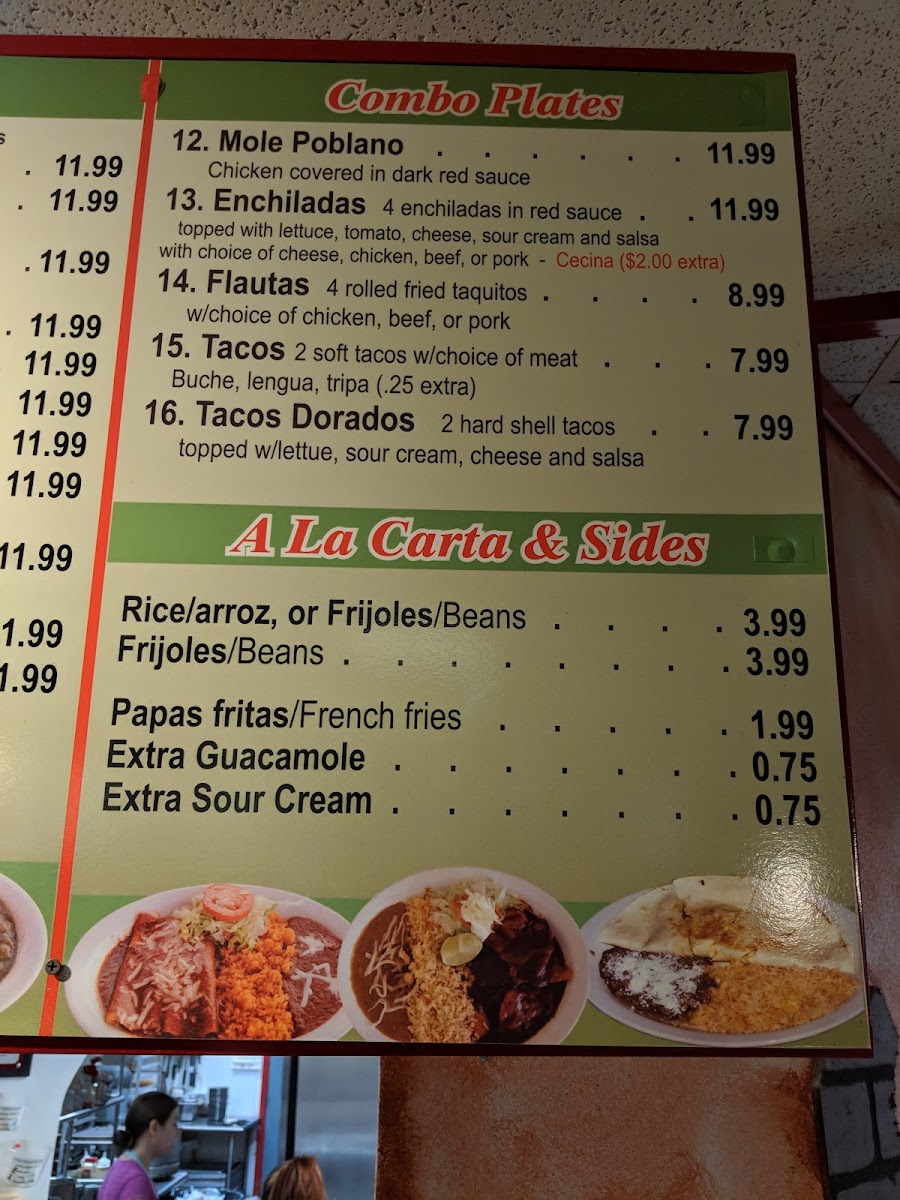 s
. 11.99
. 11.99
. 11.99
. 11.99
11.99
11.99
11.99
11.99
11.99
1.99
1.99
Combo Plates
12. Mole Poblano . . . . . . 11.99
Chicken covered in dark red sauce
13. Enchiladas 4 enchiladas in red sauce . . 11.99
topped with lettuce, tomato, cheese, sour cream and salsa
with choice of cheese, chicken, beef, or pork - Cecina ($2.00 extra)
14. Flautas 4 rolled fried taquitos . . . . 8.99
w/choice of chicken, beef, or pork
15. Tacos 2 soft tacos w/choice of meat . . . 7.99
Buche, lengua, tripa (.25 extra)
16. Tacos Dorados 2 hard shell tacos . . 7.99
topped w/lettue, sour cream, cheese and salsa
A La Carta & Sides
Rice/arroz, or Frijoles/Beans . . . . 3.99
Frijoles/Beans . . . . . . . . 3.99
Papas fritas/French fries . . . . . 1.99
Extra Guacamole . . . . . . . 0.75
Extra Sour Cream . . . . . . . 0.75